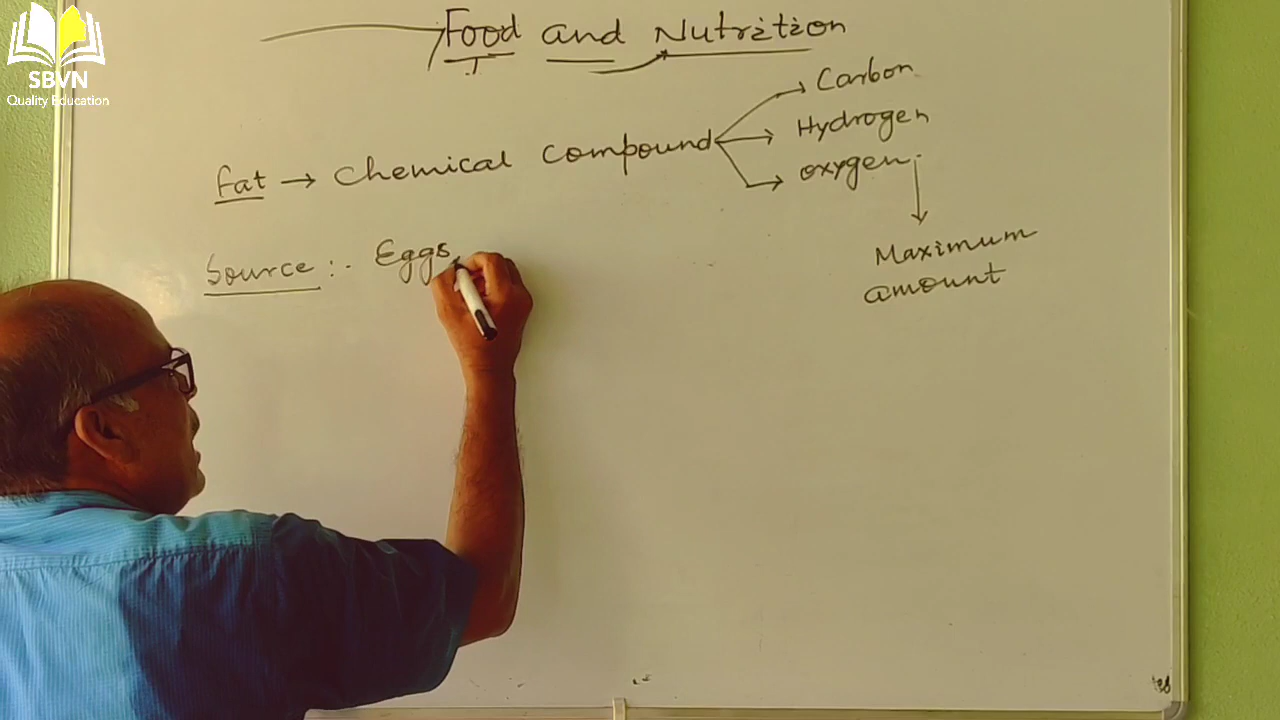 SBVN
Quality Education
Food and Nutrition
Fat → Chemical compound
Carbon
Hydrogen
oxygen
Maximum
amount
Source :- Eggs,